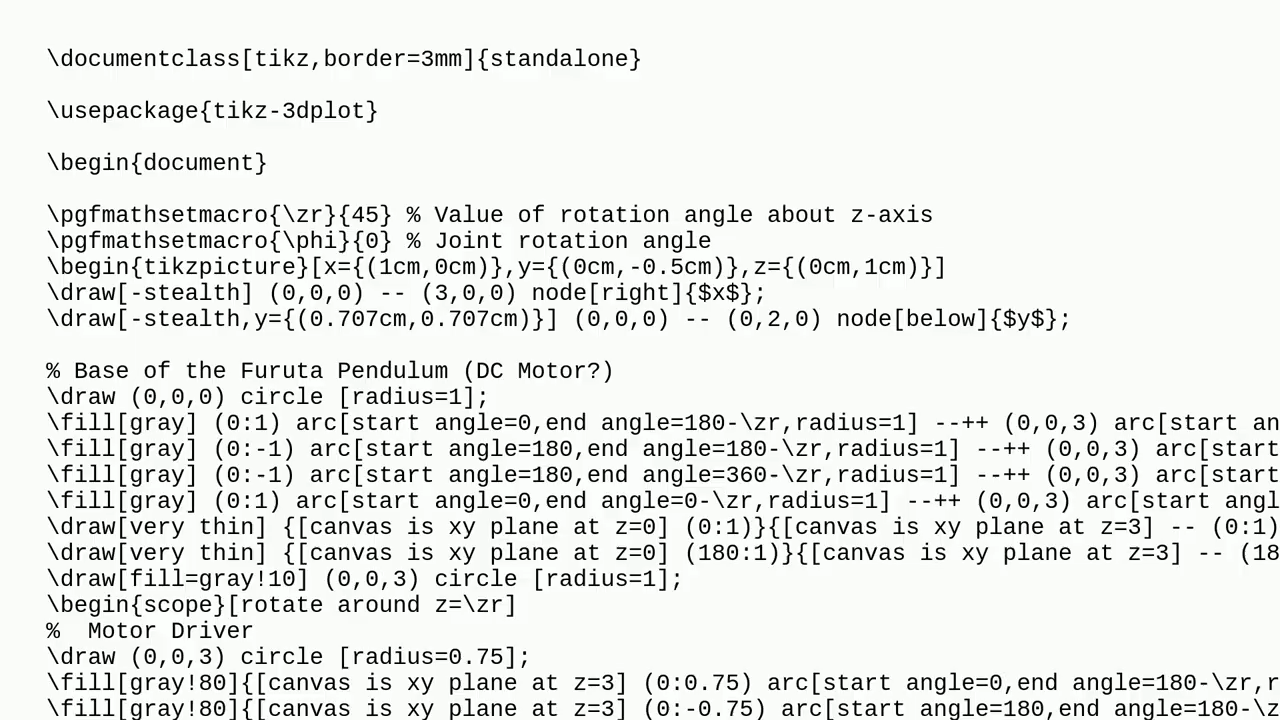 \documentclass[tikz,border=3mm]{standalone}
\usepackage{tikz-3dplot}
\begin{document}
\pgfmathsetmacro{\zr}{45} % Value of rotation angle about z-axis
\pgfmathsetmacro{\phi}{0} % Joint rotation angle
\begin{tikzpicture}[x={(1cm,0cm)},y={(0cm,-0.5cm)},z={(0cm,1cm)}]
\draw[-stealth] (0,0,0) -- (3,0,0) node[right]{$x$};
\draw[-stealth,y={(0.707cm,0.707cm)}] (0,0,0) -- (0,2,0) node[below]{$y$};
% Base of the Furuta Pendulum (DC Motor?)
\draw (0,0,0) circle [radius=1];
\fill[gray] (0:1) arc[start angle=0,end angle=180-\zr,radius=1] --++ (0,0,3) arc[start an
\fill[gray] (0:-1) arc[start angle=180,end angle=180-\zr,radius=1] --++ (0,0,3) arc[start
\fill[gray] (0:-1) arc[start angle=180,end angle=360-\zr,radius=1] --++ (0,0,3) arc[start
\fill[gray] (0:1) arc[start angle=0,end angle=0-\zr,radius=1] --++ (0,0,3) arc[start angl
\draw[very thin] {[canvas is xy plane at z=0] (0:1)}{[canvas is xy plane at z=3] -- (0:1)
\draw[very thin] {[canvas is xy plane at z=0] (180:1)}{[canvas is xy plane at z=3] -- (18
\draw[fill=gray!10] (0,0,3) circle [radius=1];
\begin{scope}[rotate around z=\zr]
%  Motor Driver
\draw (0,0,3) circle [radius=0.75];
\fill[gray!80]{[canvas is xy plane at z=3] (0:0.75) arc[start angle=0,end angle=180-\zr,r
\fill[gray!80]{[canvas is xy plane at z=3] (0:-0.75) arc[start angle=180,end angle=180-\z